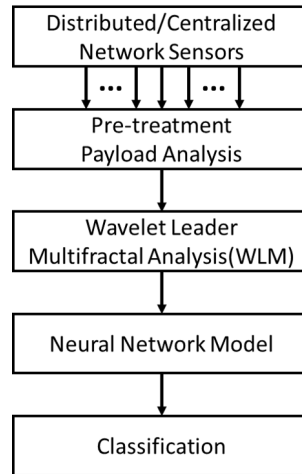 Distributed/Centralized
Network Sensors
... ...
Pre-treatment
Payload Analysis
Wavelet Leader
Multifractal Analysis(WLM)
Neural Network Model
Classification